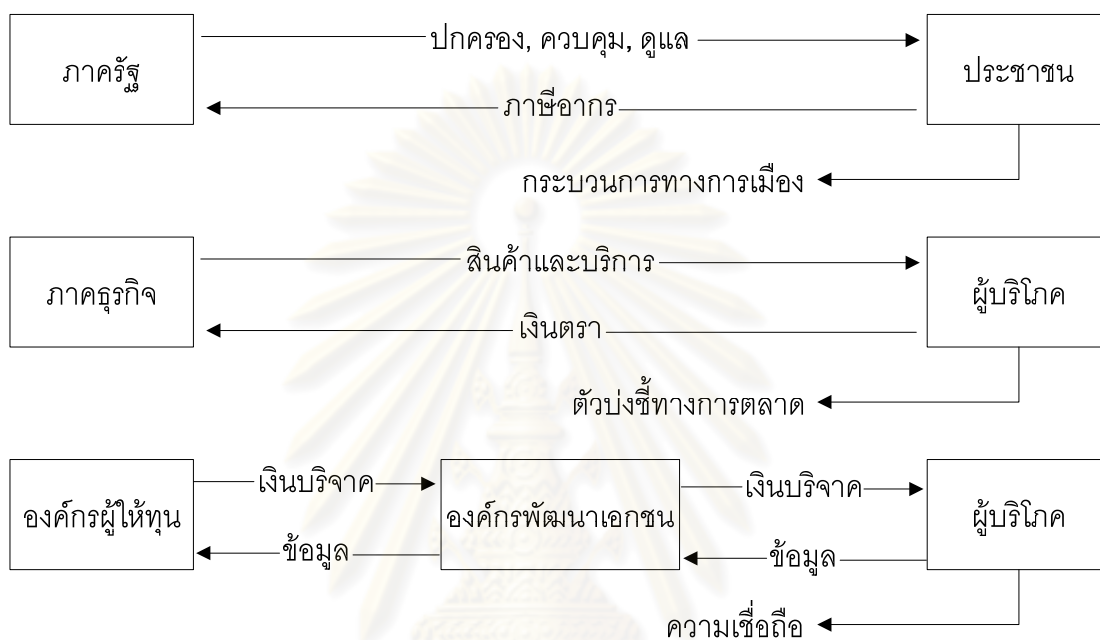 ปกครอง, ควบคุม, ดูแล
ภาครัฐ
ประชาชน
ภาษีอากร
กระบวนการทางการเมือง
สินค้าและบริการ
ภาคธุรกิจ
ผู้บริโภค
เงินตรา
ตัวบ่งชี้ทางการตลาด
เงินบริจาค
เงินบริจาค
องค์กรผู้ให้ทุน
องค์กรพัฒนาเอกชน
ผู้บริโภค
ข้อมูล
ข้อมูล
ความเชื่อถือ